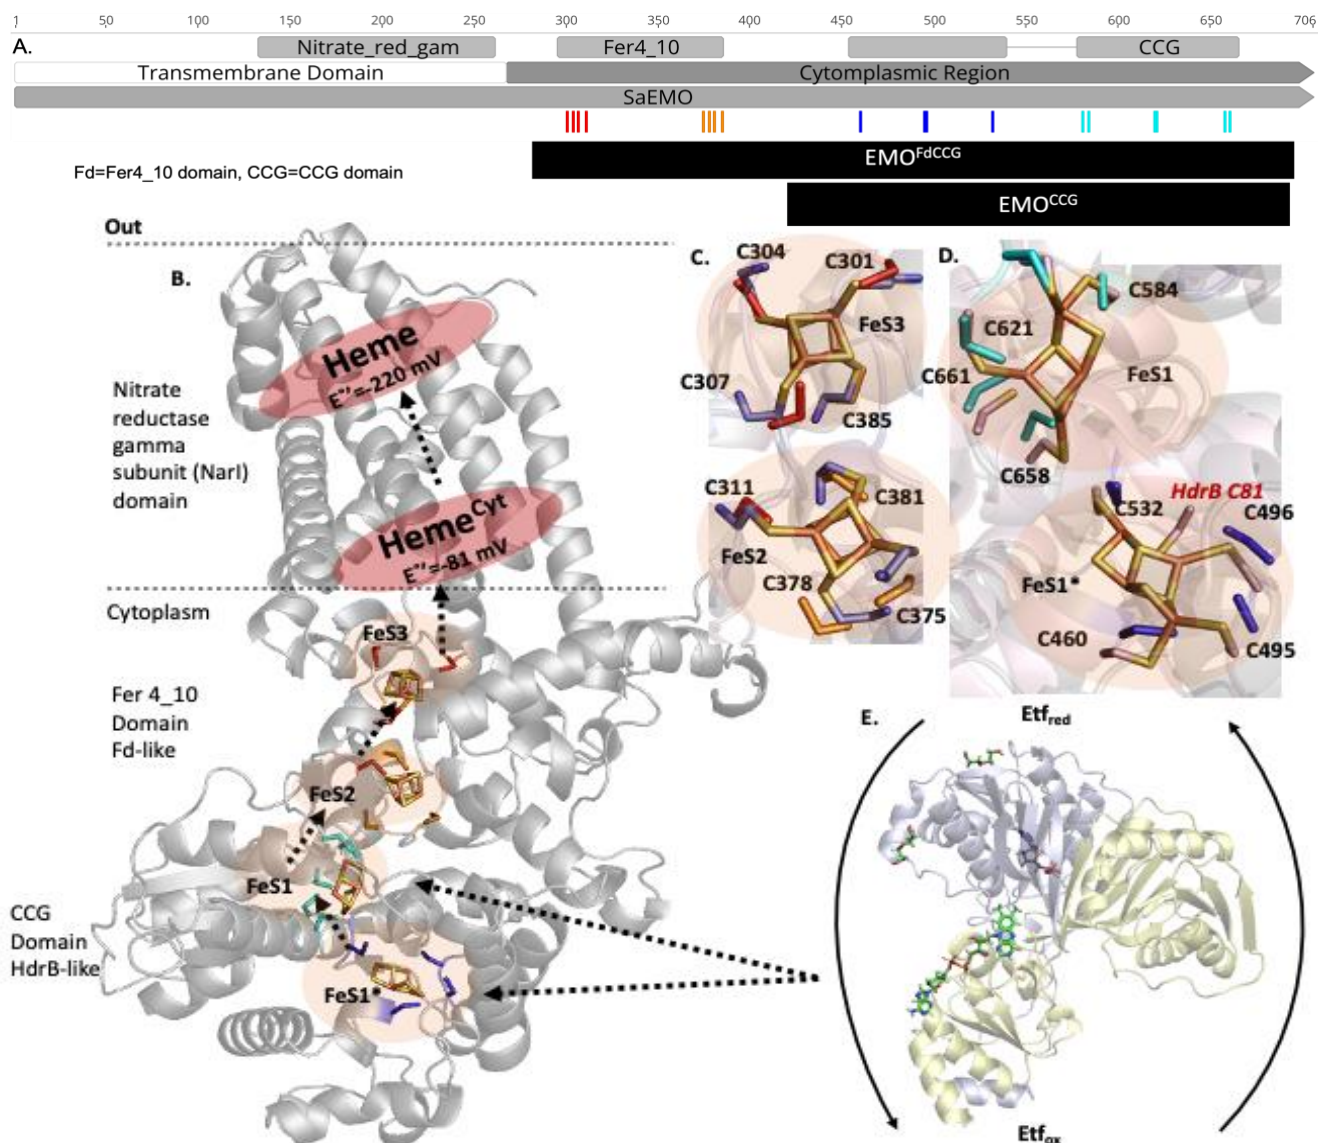 1 50 100 150 200 250 300 350 400 450 500 550 600 650 706
A.
Nitrate_red_gam Fer4_10 CCG
Transmembrane Domain Cytomplasmic Region
SaEMO
EMO^FdCCG
Fd=Fer4_10 domain, CCG=CCG domain
EMO^CCG
Out
B.
Heme
E°'=-220 mV
Nitrate
reductase
gamma
subunit (NarI)
domain
Heme^Cyt
E°'=-81 mV
Cytoplasm
FeS3
Fer 4_10
Domain
Fd-like
FeS2
FeS1
CCG
Domain
HdrB-like
FeS1*
C.
C304
C301
FeS3
C307
C385
C311
C381
FeS2
C378
C375
D.
C584
C621
C661
FeS1
C658
HdrB C81
C532
C496
FeS1*
C460
C495
E.
Etf_red
Etf_ox